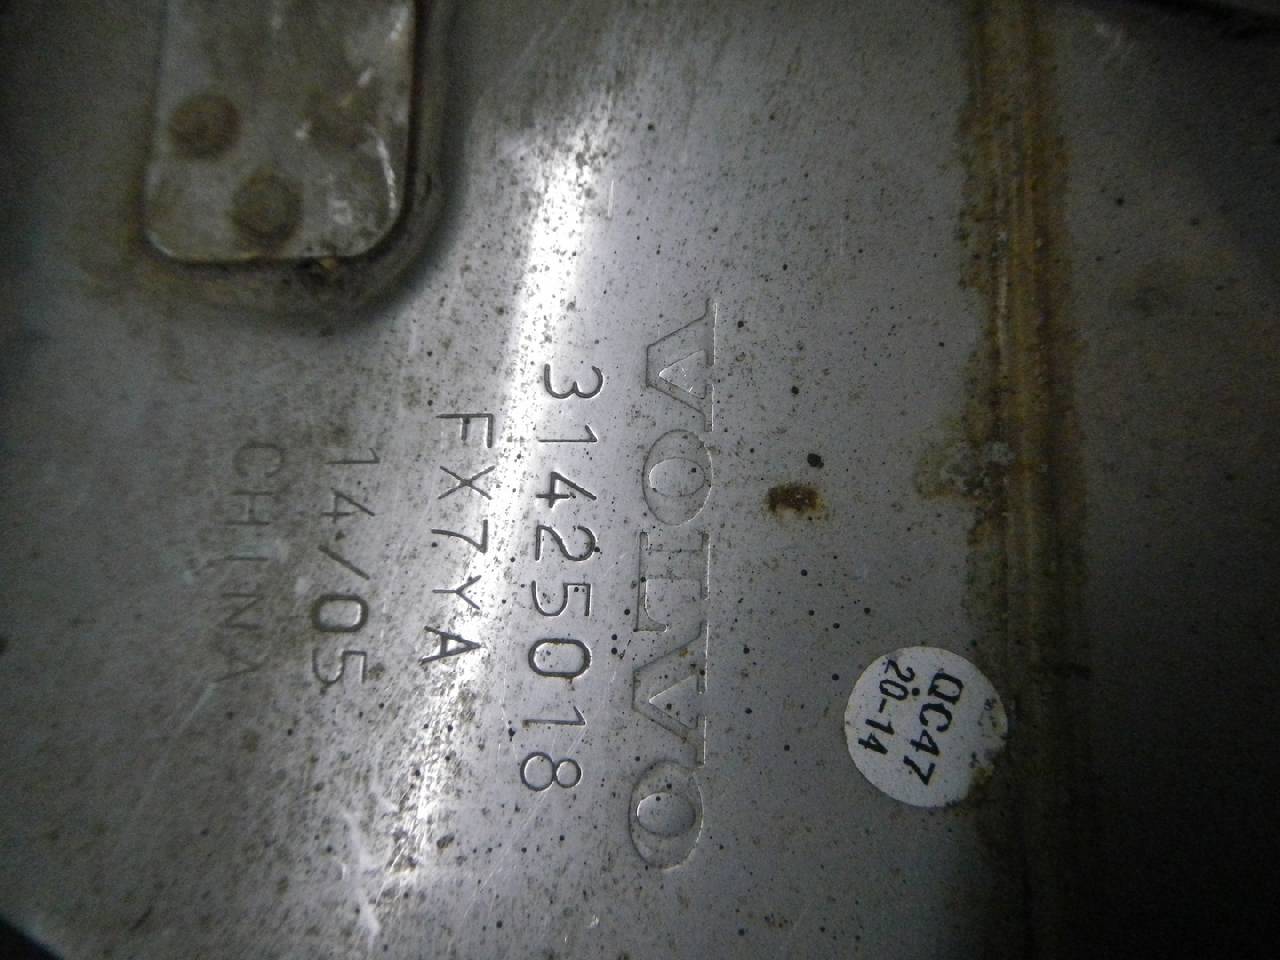 VOLVO
31425018
FX7YA
14/05
CHINA
QC47
20-14